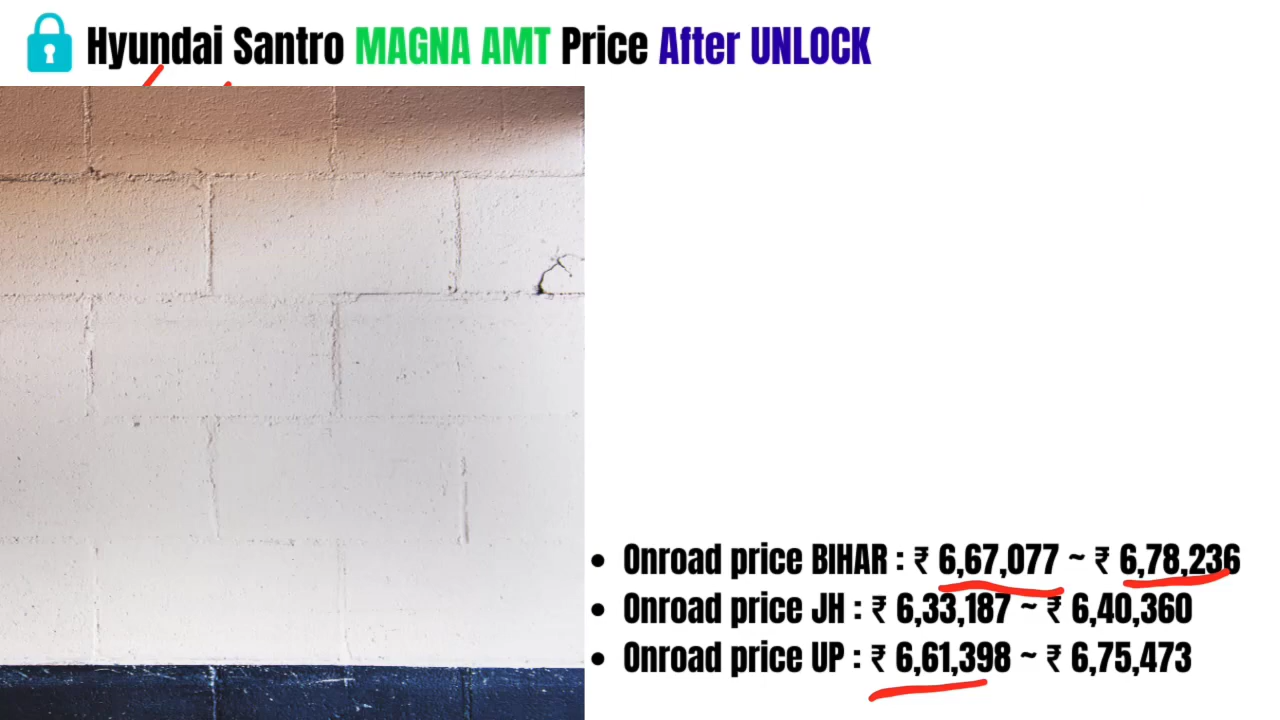 Hyundai Santro MAGNA AMT Price After UNLOCK
• Onroad price BIHAR : ₹ 6,67,077 ~ ₹ 6,78,236
• Onroad price JH : ₹ 6,33,187 ~ ₹ 6,40,360
• Onroad price UP : ₹ 6,61,398 ~ ₹ 6,75,473